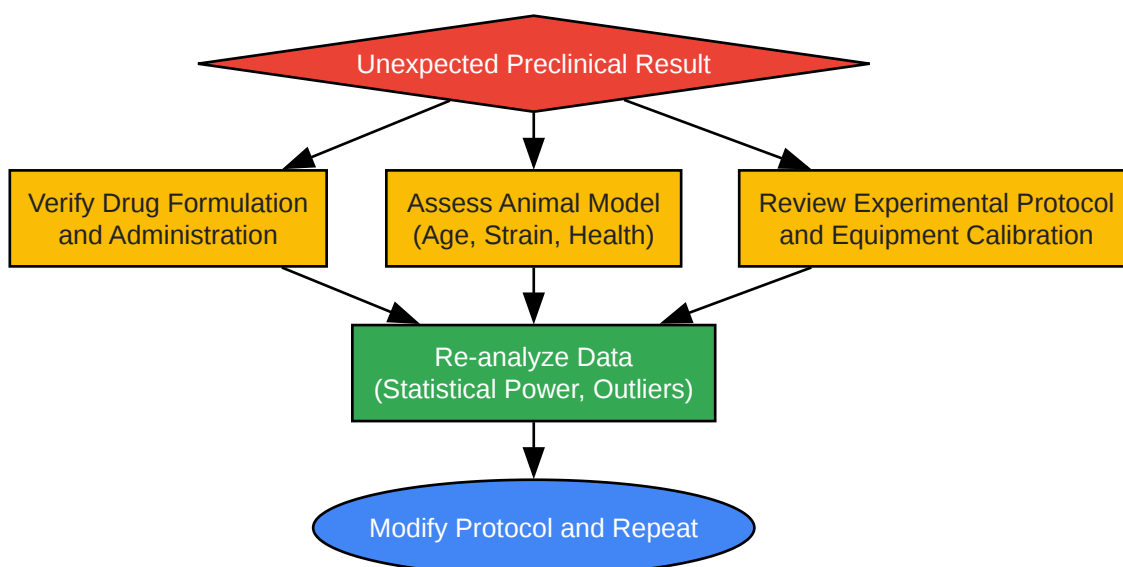 Unexpected Preclinical Result
Verify Drug Formulation
and Administration
Assess Animal Model
(Age, Strain, Health)
Review Experimental Protocol
and Equipment Calibration
Re-analyze Data
(Statistical Power, Outliers)
Modify Protocol and Repeat